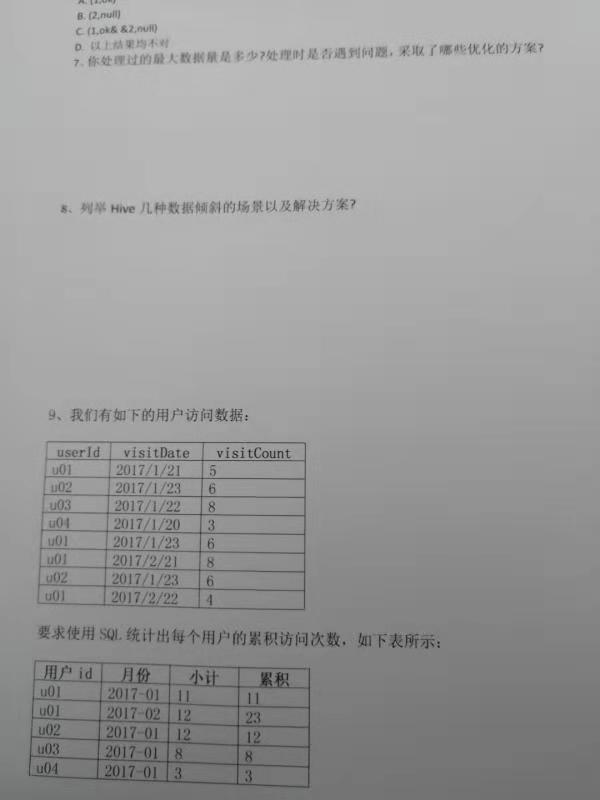 A. (1,ok)
B. (2,null)
C. (1,ok& &2,null)
D. 以上结果均不对
7. 你处理过的最大数据量是多少?处理时是否遇到问题,采取了哪些优化的方案?
8、列举 Hive 几种数据倾斜的场景以及解决方案?
9、我们有如下的用户访问数据:
userId visitDate visitCount
u01 2017/1/21 5
u02 2017/1/23 6
u03 2017/1/22 8
u04 2017/1/20 3
u01 2017/1/23 6
u01 2017/2/21 8
u02 2017/1/23 6
u01 2017/2/22 4
要求使用 SQL 统计出每个用户的累积访问次数,如下表所示:
用户 id 月份 小计 累积
u01 2017-01 11 11
u01 2017-02 12 23
u02 2017-01 12 12
u03 2017-01 8 8
u04 2017-01 3 3